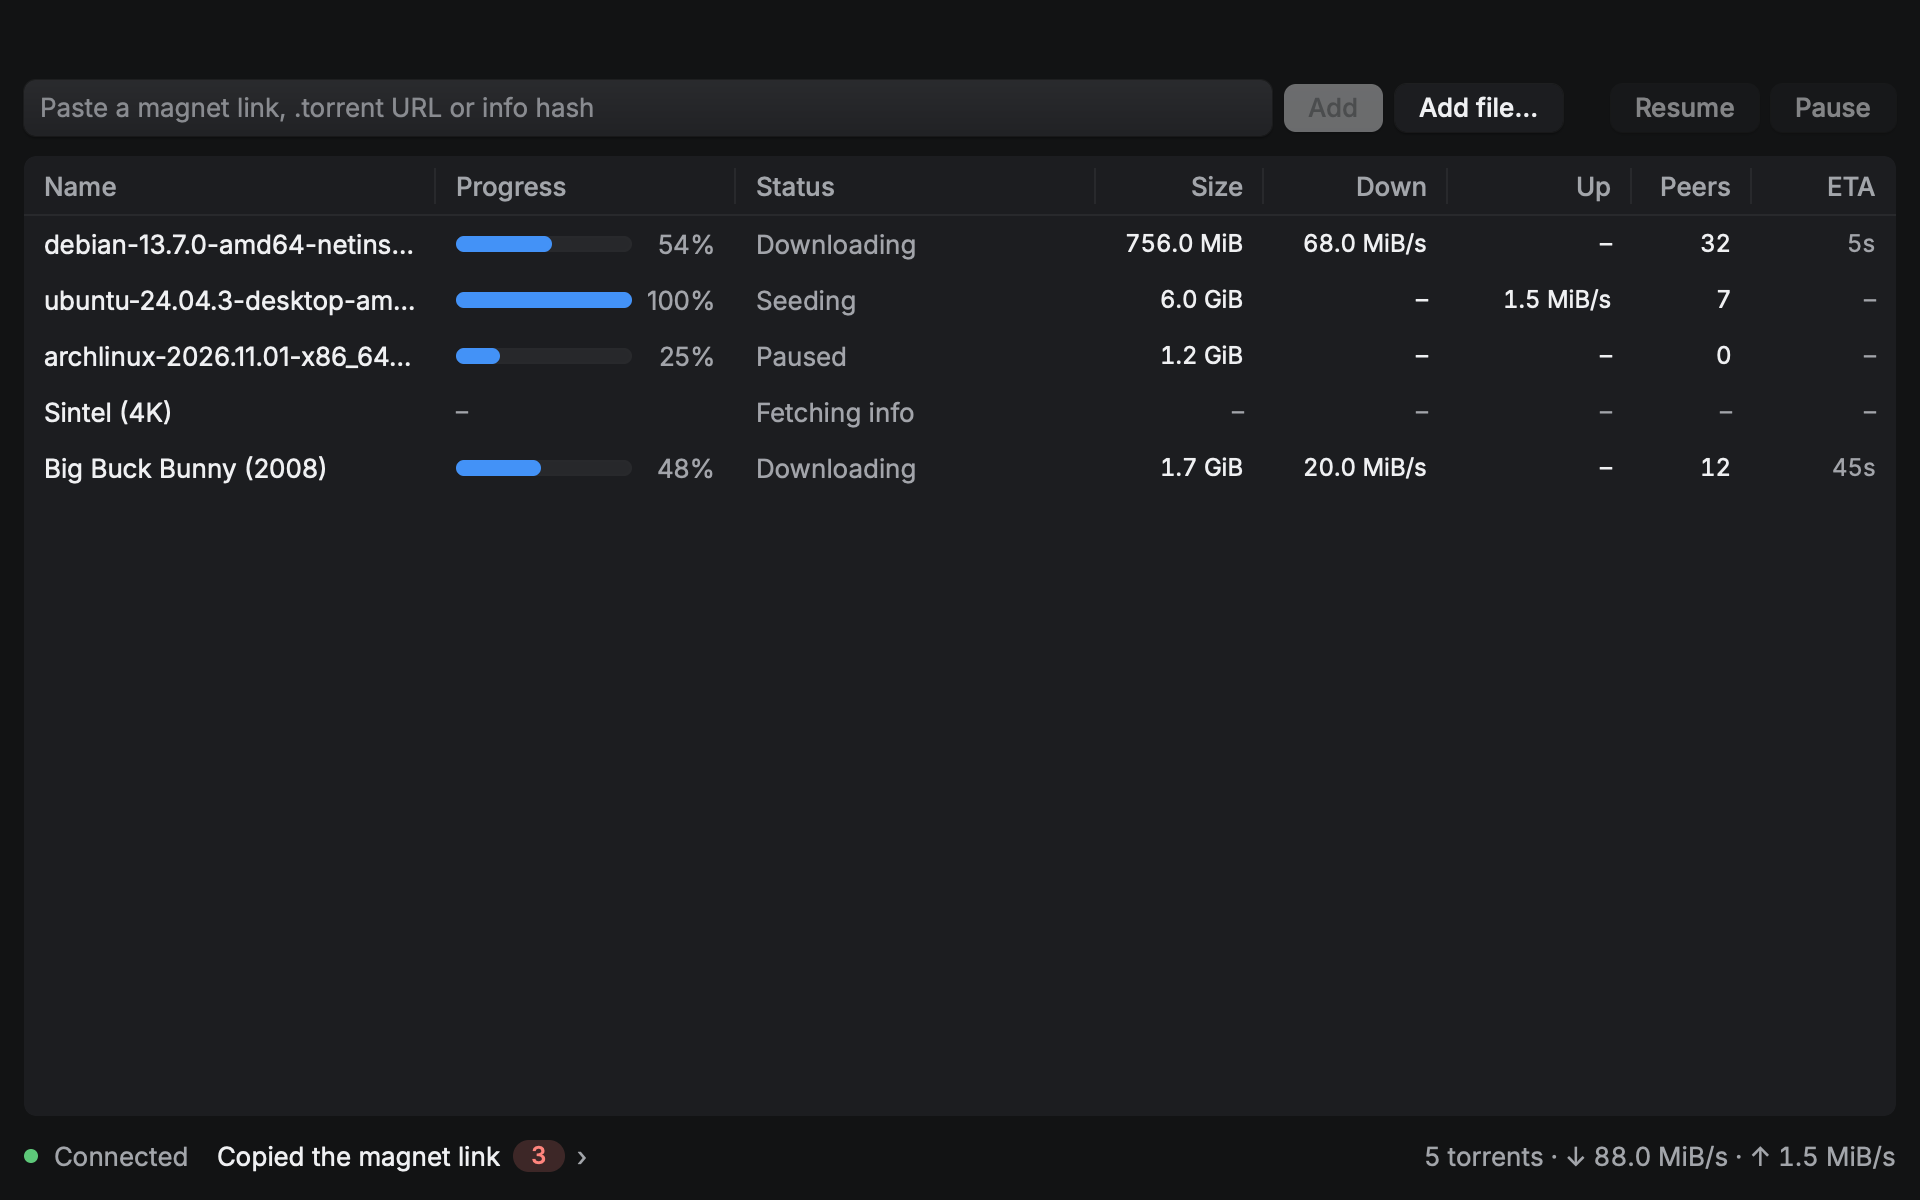 Paste a magnet link, .torrent URL or info hash Add Add file... Resume Pause
Name Progress Status Size Down Up Peers ETA
debian-13.7.0-amd64-netins... 54% Downloading 756.0 MiB 68.0 MiB/s – 32 5s
ubuntu-24.04.3-desktop-am... 100% Seeding 6.0 GiB – 1.5 MiB/s 7 –
archlinux-2026.11.01-x86_64... 25% Paused 1.2 GiB – – 0 –
Sintel (4K) – Fetching info – – – – –
Big Buck Bunny (2008) 48% Downloading 1.7 GiB 20.0 MiB/s – 12 45s
Connected Copied the magnet link 3 › 5 torrents · ↓ 88.0 MiB/s · ↑ 1.5 MiB/s